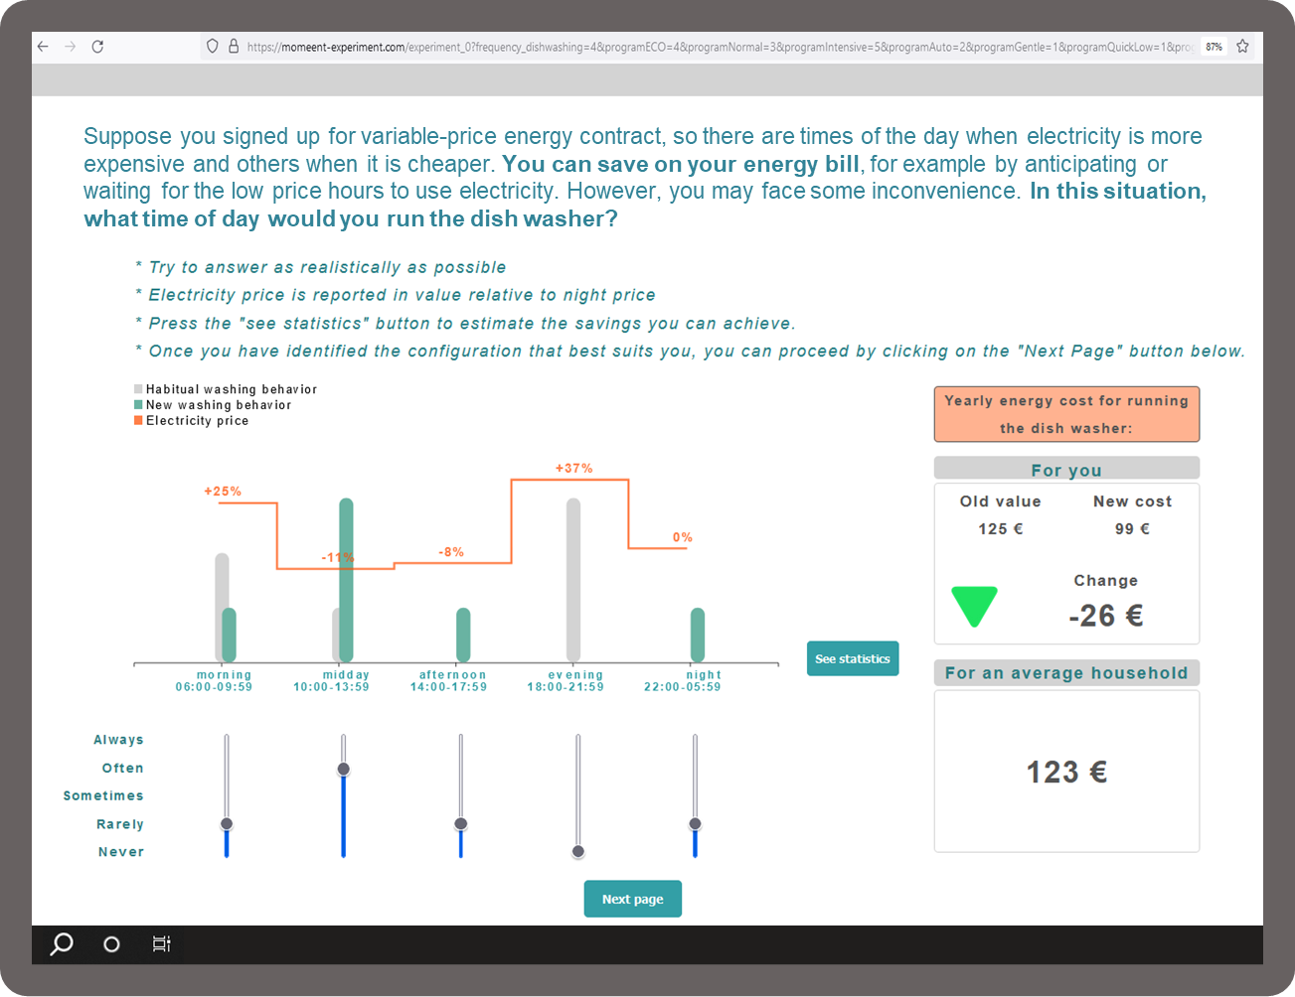 https://momeent-experiment.com/experiment_0?frequency_dishwashing=4&programECO=4&programNormal=3&programIntensive=5&programAuto=2&programGentle=1&programQuickLow=1&pro
87%
Suppose you signed up for variable-price energy contract, so there are times of the day when electricity is more
expensive and others when it is cheaper. You can save on your energy bill, for example by anticipating or
waiting for the low price hours to use electricity. However, you may face some inconvenience. In this situation,
what time of day would you run the dish washer?
* Try to answer as realistically as possible
* Electricity price is reported in value relative to night price
* Press the "see statistics" button to estimate the savings you can achieve.
* Once you have identified the configuration that best suits you, you can proceed by clicking on the "Next Page" button below.
Habitual washing behavior
New washing behavior
Electricity price
+25%
-11%
-8%
+37%
0%
morning
06:00-09:59
midday
10:00-13:59
afternoon
14:00-17:59
evening
18:00-21:59
night
22:00-05:59
See statistics
Always
Often
Sometimes
Rarely
Never
Yearly energy cost for running
the dish washer:
For you
Old value
125 €
New cost
99 €
Change
-26 €
For an average household
123 €
Next page